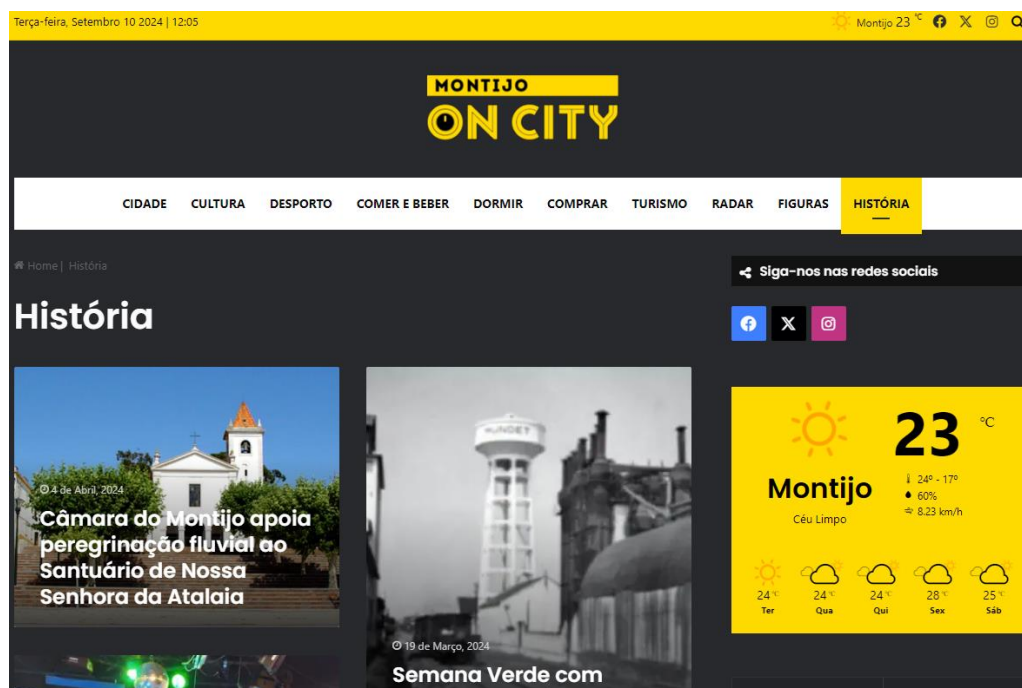 Terça-feira, Setembro 10 2024 | 12:05
Montijo 23 °C
MONTIJO
ON CITY
CIDADE CULTURA DESPORTO COMER E BEBER DORMIR COMPRAR TURISMO RADAR FIGURAS HISTÓRIA
Home | História
Siga-nos nas redes sociais
História
4 de Abril, 2024
Câmara do Montijo apoia
peregrinação fluvial ao
Santuário de Nossa
Senhora da Atalaia
MUNDET
19 de Março, 2024
Semana Verde com
23 °C
Montijo
Céu Limpo
24º - 17º
60%
8.23 km/h
24 °C 24 °C 24 °C 28 °C 25 °C
Ter Qua Qui Sex Sáb